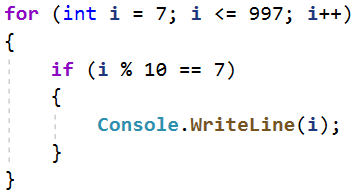 for (int i = 7; i <= 997; i++)
{
    if (i % 10 == 7)
    {
        Console.WriteLine(i);
    }
}